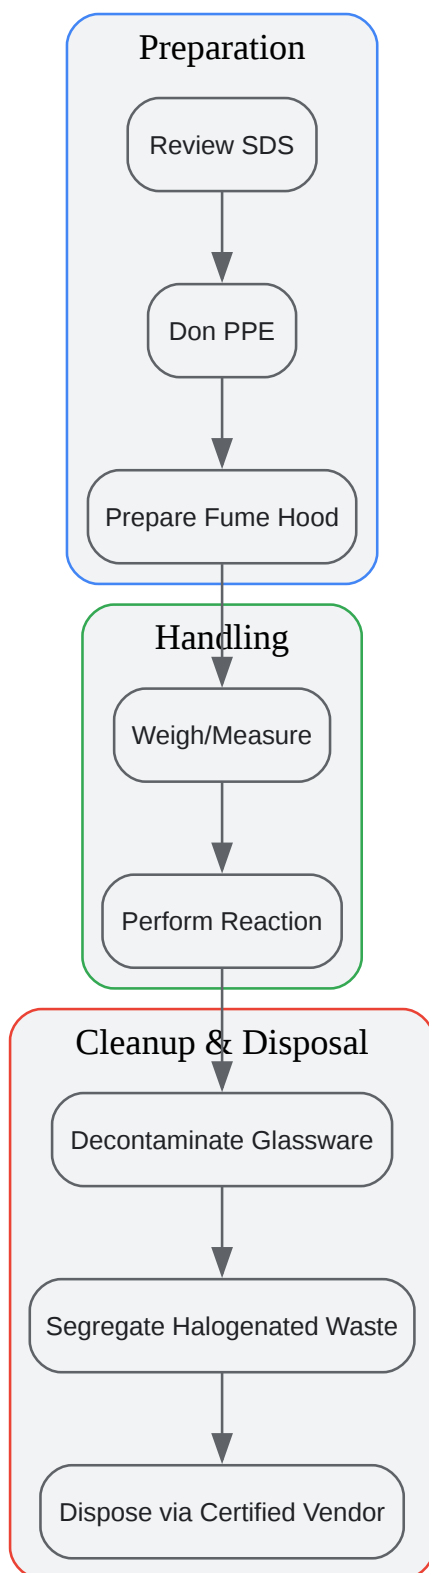 Preparation
Review SDS
Don PPE
Prepare Fume Hood
Handling
Weigh/Measure
Perform Reaction
Cleanup & Disposal
Decontaminate Glassware
Segregate Halogenated Waste
Dispose via Certified Vendor